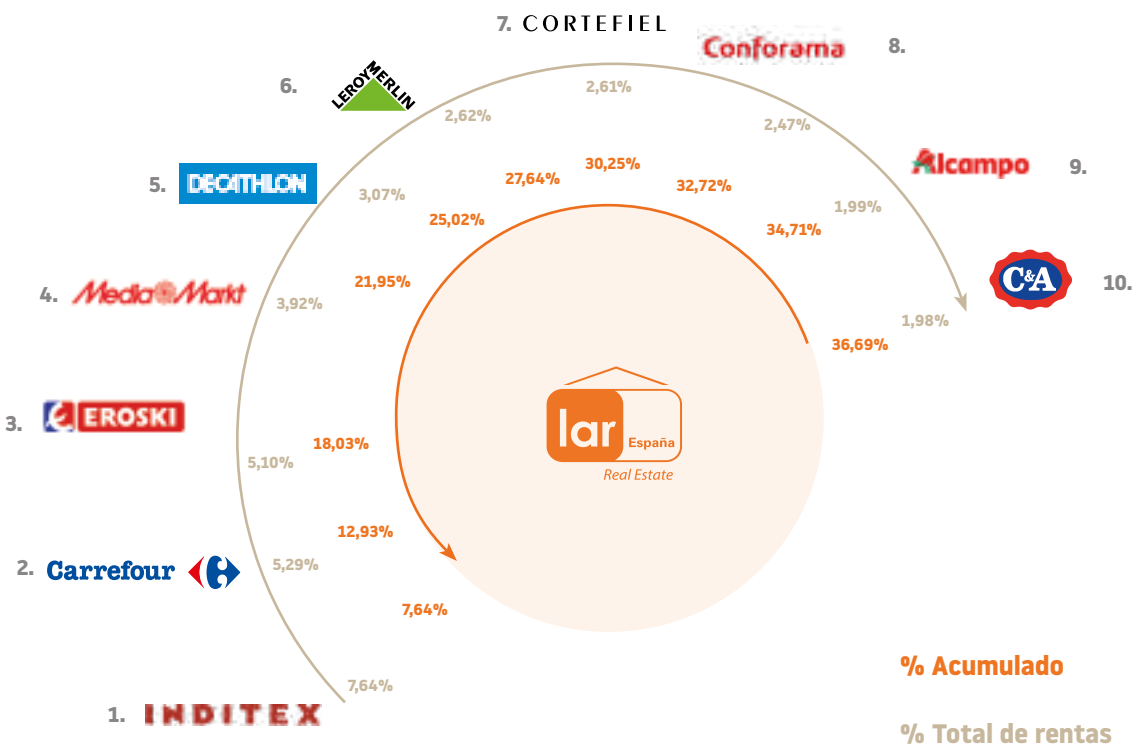 7. CORTEFIEL
Conforama 8.
6. LEROY MERLIN
2,61%
2,62%
2,47%
30,25%
Alcampo 9.
5. DECATHLON
27,64%
32,72%
3,07%
1,99%
25,02%
34,71%
C&A 10.
21,95%
4. Media Markt
3,92%
1,98%
36,69%
3. EROSKI
lar España
Real Estate
18,03%
5,10%
12,93%
2. Carrefour
5,29%
7,64%
% Acumulado
7,64%
1. INDITEX
% Total de rentas